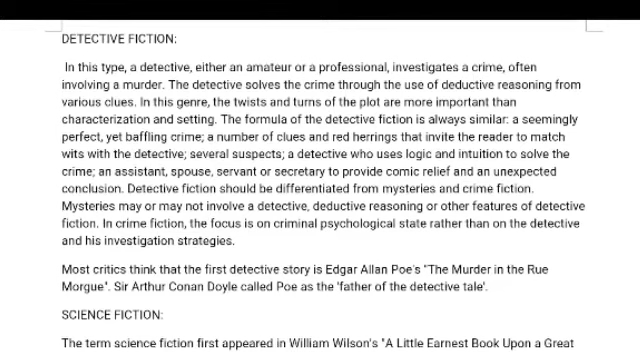 DETECTIVE FICTION:
In this type, a detective, either an amateur or a professional, investigates a crime, often
involving a murder. The detective solves the crime through the use of deductive reasoning from
various clues. In this genre, the twists and turns of the plot are more important than
characterization and setting. The formula of the detective fiction is always similar: a seemingly
perfect, yet baffling crime; a number of clues and red herrings that invite the reader to match
wits with the detective; several suspects; a detective who uses logic and intuition to solve the
crime; an assistant, spouse, servant or secretary to provide comic relief and an unexpected
conclusion. Detective fiction should be differentiated from mysteries and crime fiction.
Mysteries may or may not involve a detective, deductive reasoning or other features of detective
fiction. In crime fiction, the focus is on criminal psychological state rather than on the detective
and his investigation strategies.
Most critics think that the first detective story is Edgar Allan Poe's "The Murder in the Rue
Morgue". Sir Arthur Conan Doyle called Poe as the 'father of the detective tale'.
SCIENCE FICTION:
The term science fiction first appeared in William Wilson's "A Little Earnest Book Upon a Great